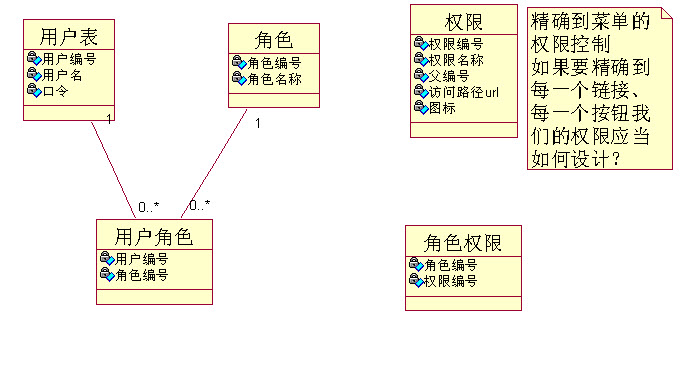 用户表
用户编号
用户名
口令
1
角色
角色编号
角色名称
1
权限
权限编号
权限名称
父编号
访问路径url
图标
精确到菜单的
权限控制
如果要精确到
每一个链接、
每一个按钮我
们的权限应当
如何设计？
0..*
0..*
用户角色
用户编号
角色编号
角色权限
角色编号
权限编号